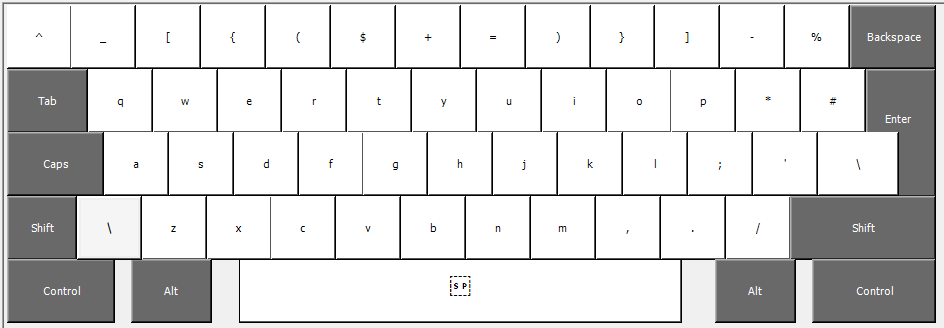 ^ _ [ { ( $ + = ) } ] - % Backspace
Tab q w e r t y u i o p * # Enter
Caps a s d f g h j k l ; ' \
Shift \ z x c v b n m , . / Shift
Control Alt SP Alt Control